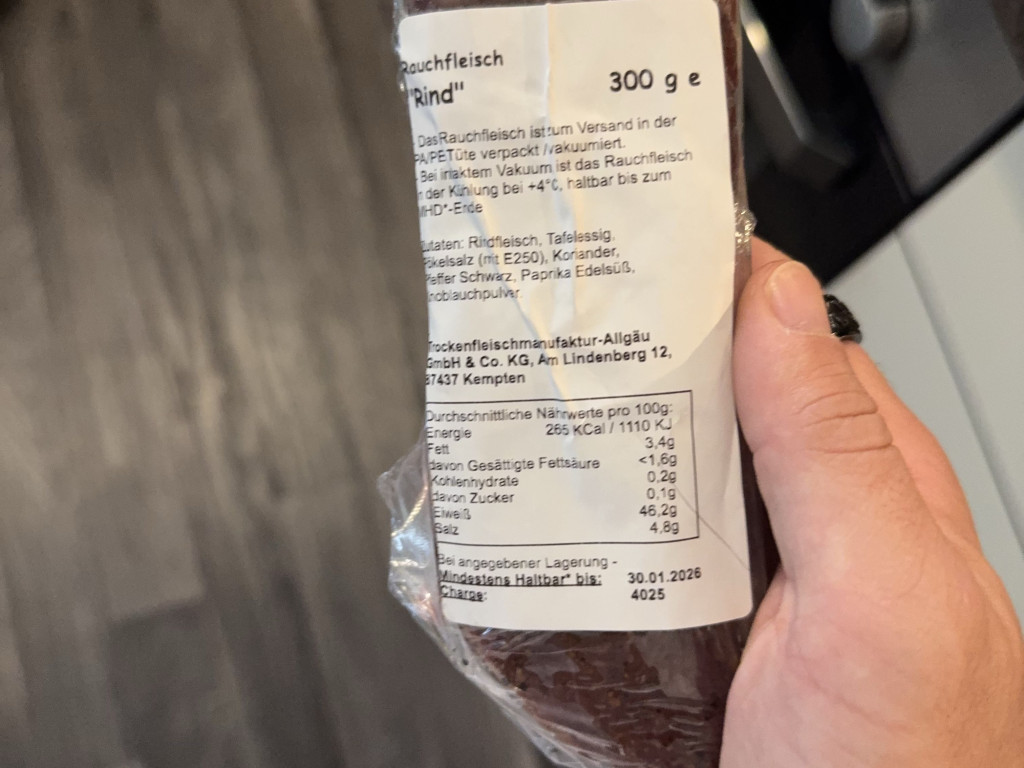 Rauchfleisch
"Rind"
300 g e
Das Rauchfleisch ist zum Versand in der
PA/PE Tüte verpackt /vakuumiert.
Bei intaktem Vakuum ist das Rauchfleisch
der Kühlung bei +4°C, haltbar bis zum
MHD*-Ende
Zutaten: Rindfleisch, Tafelessig,
Pökelsalz (mit E250), Koriander,
Pfeffer Schwarz, Paprika Edelsüß,
Knoblauchpulver.
Trockenfleischmanufaktur-Allgäu
GmbH & Co. KG, Am Lindenberg 12,
87437 Kempten
Durchschnittliche Nährwerte pro 100g:
Energie 265 KCal / 1110 KJ
Fett 3,4g
davon Gesättigte Fettsäure <1,6g
Kohlenhydrate 0,2g
davon Zucker 0,1g
Eiweiß 46,2g
Salz 4,8g
Bei angegebener Lagerung -
Mindestens Haltbar* bis: 30.01.2026
Charge: 4025